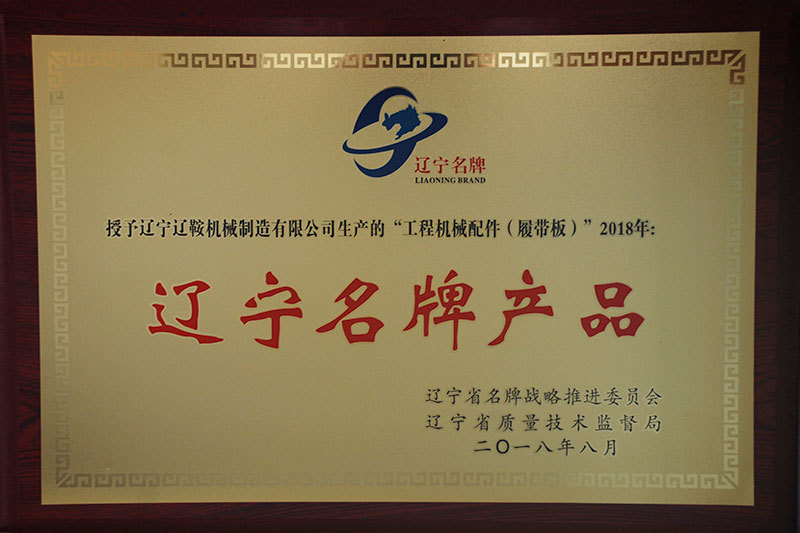 辽宁名牌
LIAONING BRAND
授予辽宁辽鞍机械制造有限公司生产的“工程机械配件（履带板）”2018年：
辽宁名牌产品
辽宁省名牌战略推进委员会
辽宁省质量技术监督局
二〇一八年八月